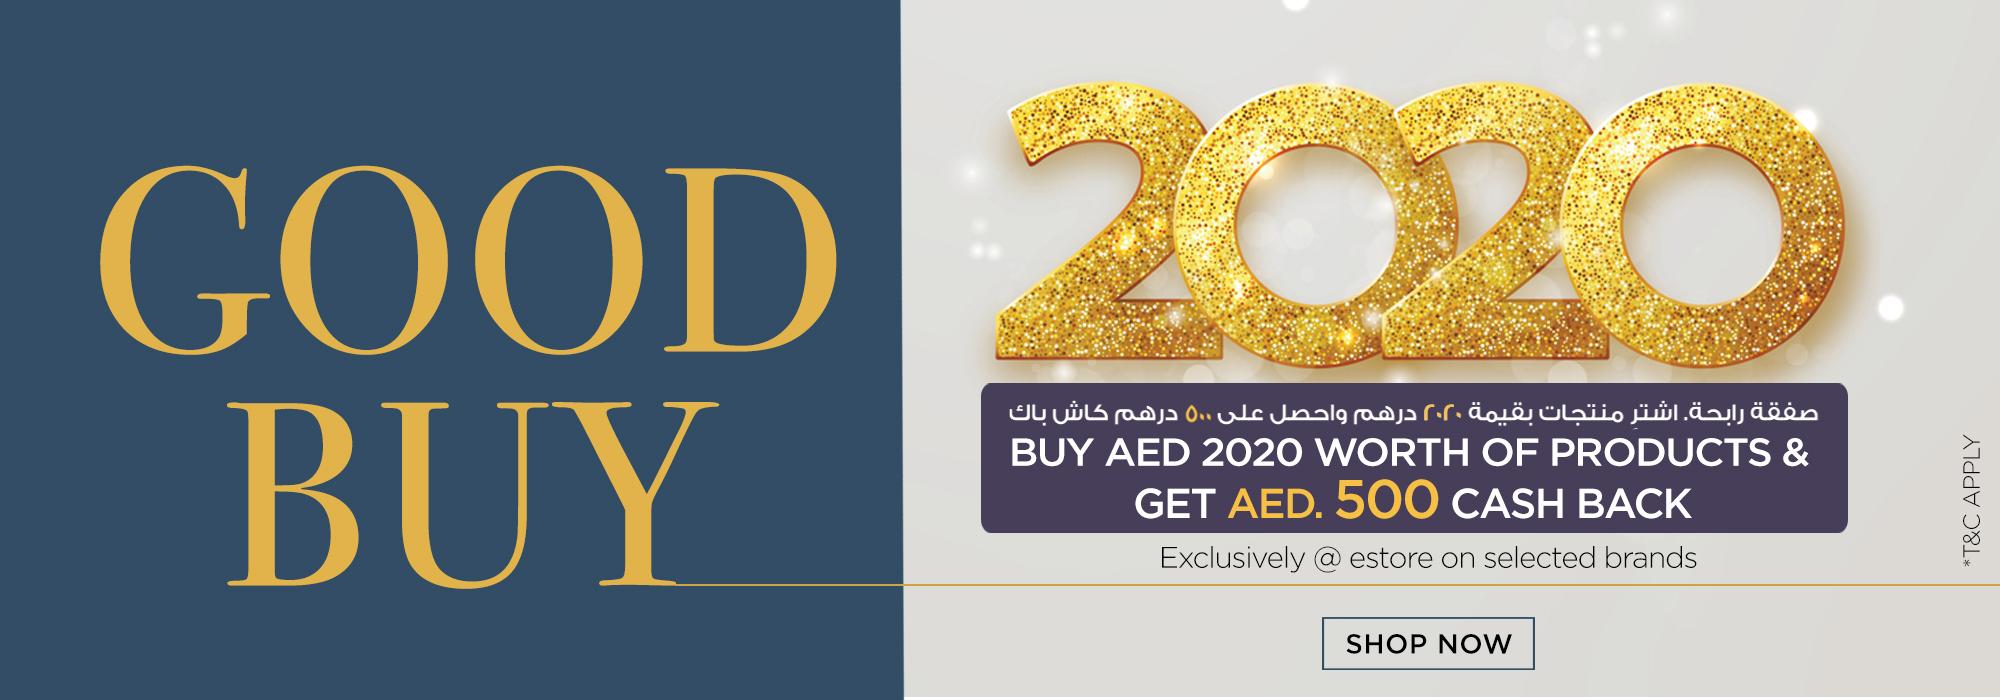 GOOD
BUY
2020
صفقة رابحة. اشترِ منتجات بقيمة ٢٠٢٠ درهم واحصل على ٥٠٠ درهم كاش باك
BUY AED 2020 WORTH OF PRODUCTS &
GET AED. 500 CASH BACK
Exclusively @ estore on selected brands
SHOP NOW
*T&C APPLY